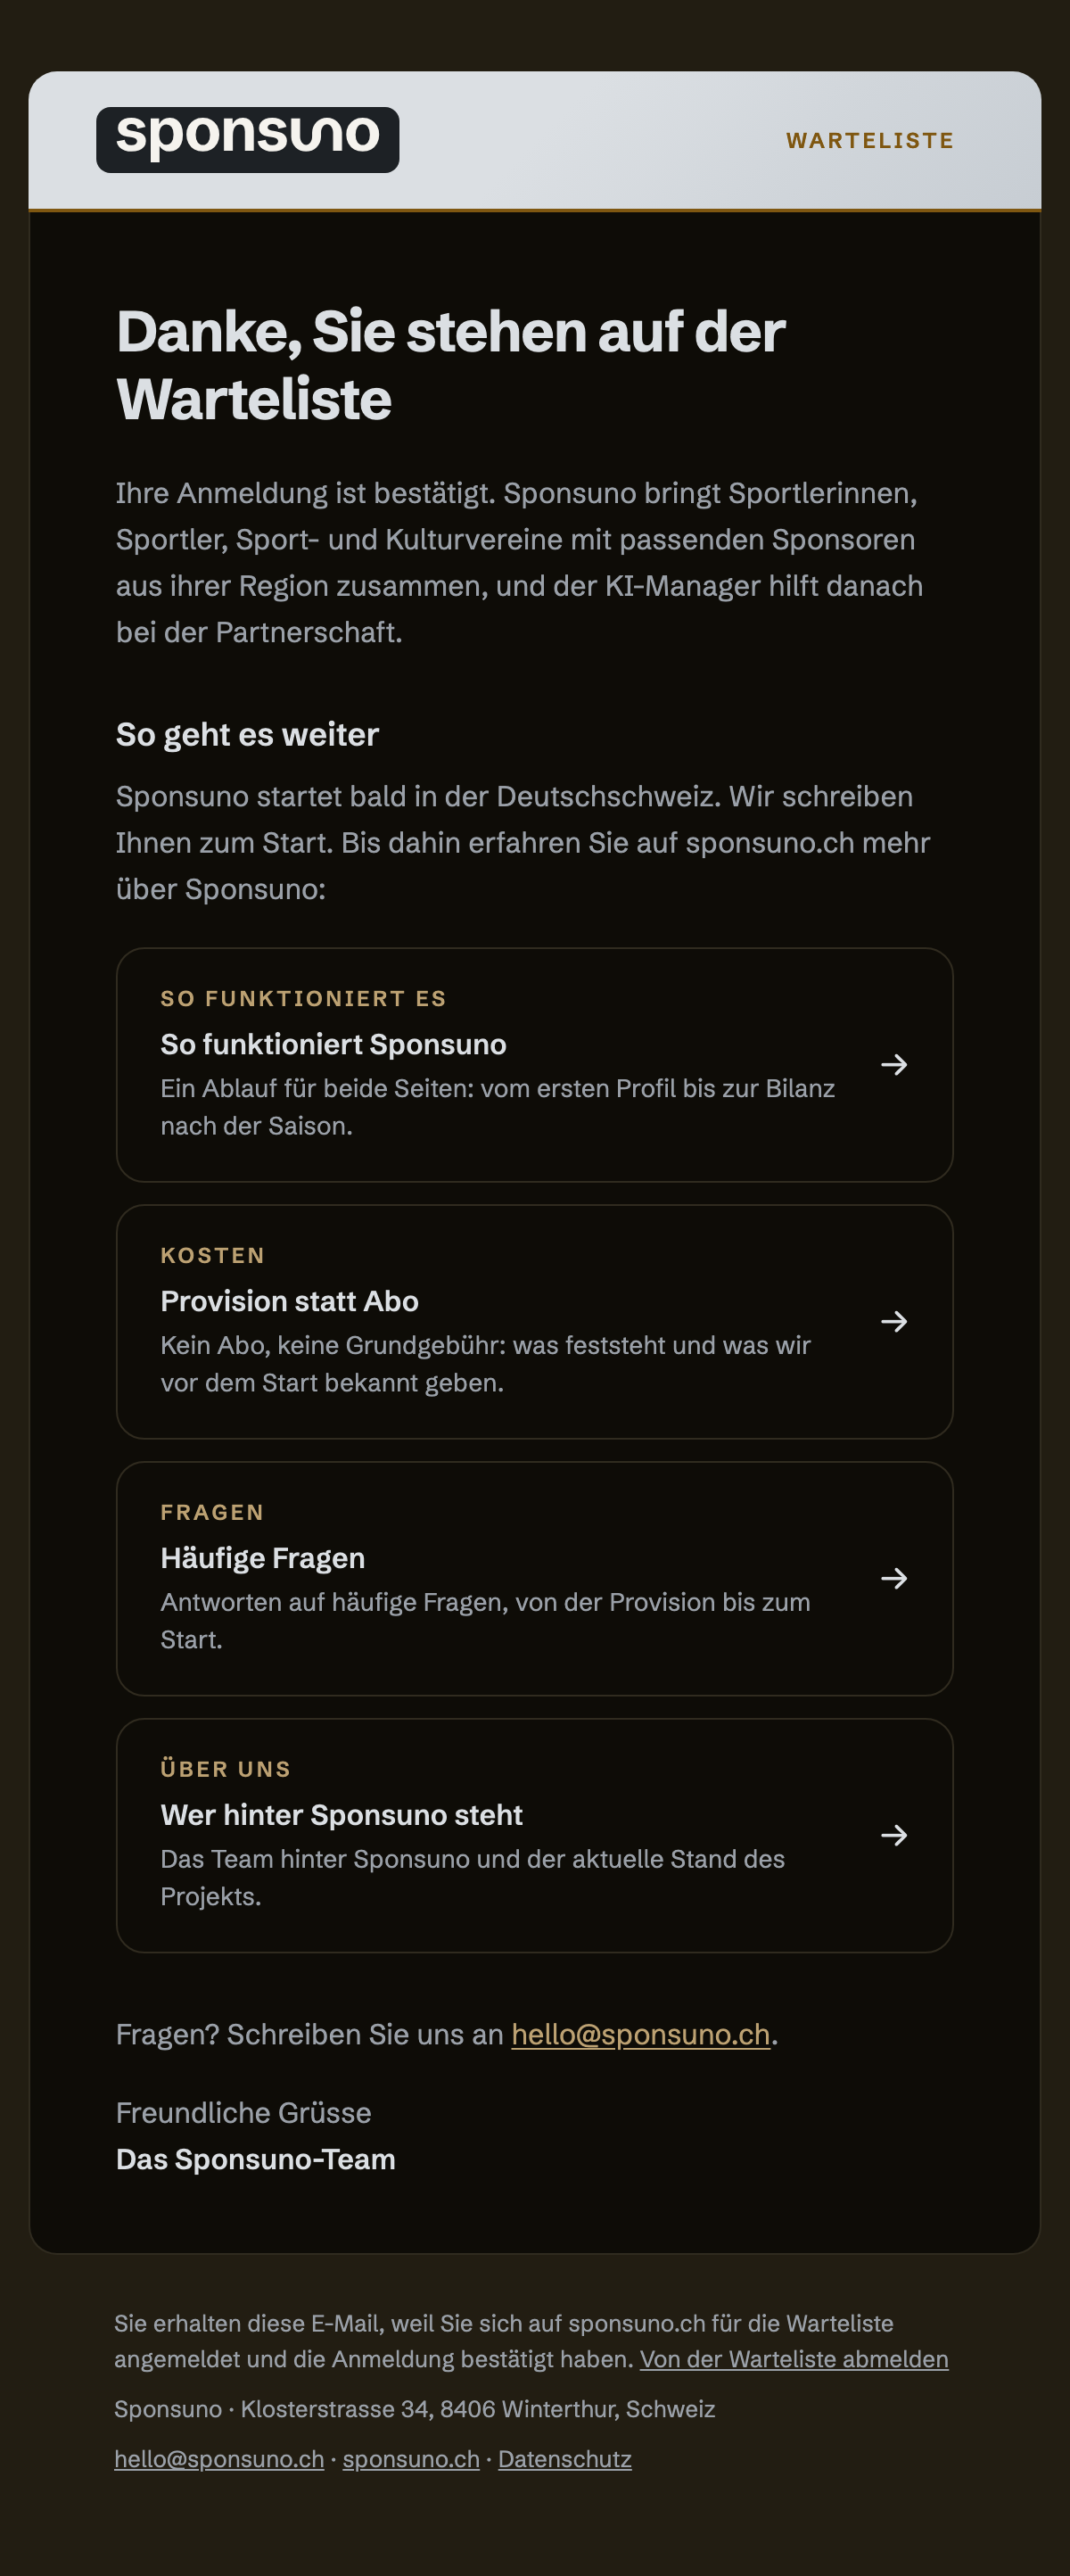 sponsuno
WARTELISTE
Danke, Sie stehen auf der
Warteliste
Ihre Anmeldung ist bestätigt. Sponsuno bringt Sportlerinnen,
Sportler, Sport- und Kulturvereine mit passenden Sponsoren
aus ihrer Region zusammen, und der KI-Manager hilft danach
bei der Partnerschaft.
So geht es weiter
Sponsuno startet bald in der Deutschschweiz. Wir schreiben
Ihnen zum Start. Bis dahin erfahren Sie auf sponsuno.ch mehr
über Sponsuno:
SO FUNKTIONIERT ES
So funktioniert Sponsuno
Ein Ablauf für beide Seiten: vom ersten Profil bis zur Bilanz
nach der Saison.
KOSTEN
Provision statt Abo
Kein Abo, keine Grundgebühr: was feststeht und was wir
vor dem Start bekannt geben.
FRAGEN
Häufige Fragen
Antworten auf häufige Fragen, von der Provision bis zum
Start.
ÜBER UNS
Wer hinter Sponsuno steht
Das Team hinter Sponsuno und der aktuelle Stand des
Projekts.
Fragen? Schreiben Sie uns an hello@sponsuno.ch.
Freundliche Grüsse
Das Sponsuno-Team
Sie erhalten diese E-Mail, weil Sie sich auf sponsuno.ch für die Warteliste
angemeldet und die Anmeldung bestätigt haben. Von der Warteliste abmelden
Sponsuno · Klosterstrasse 34, 8406 Winterthur, Schweiz
hello@sponsuno.ch · sponsuno.ch · Datenschutz